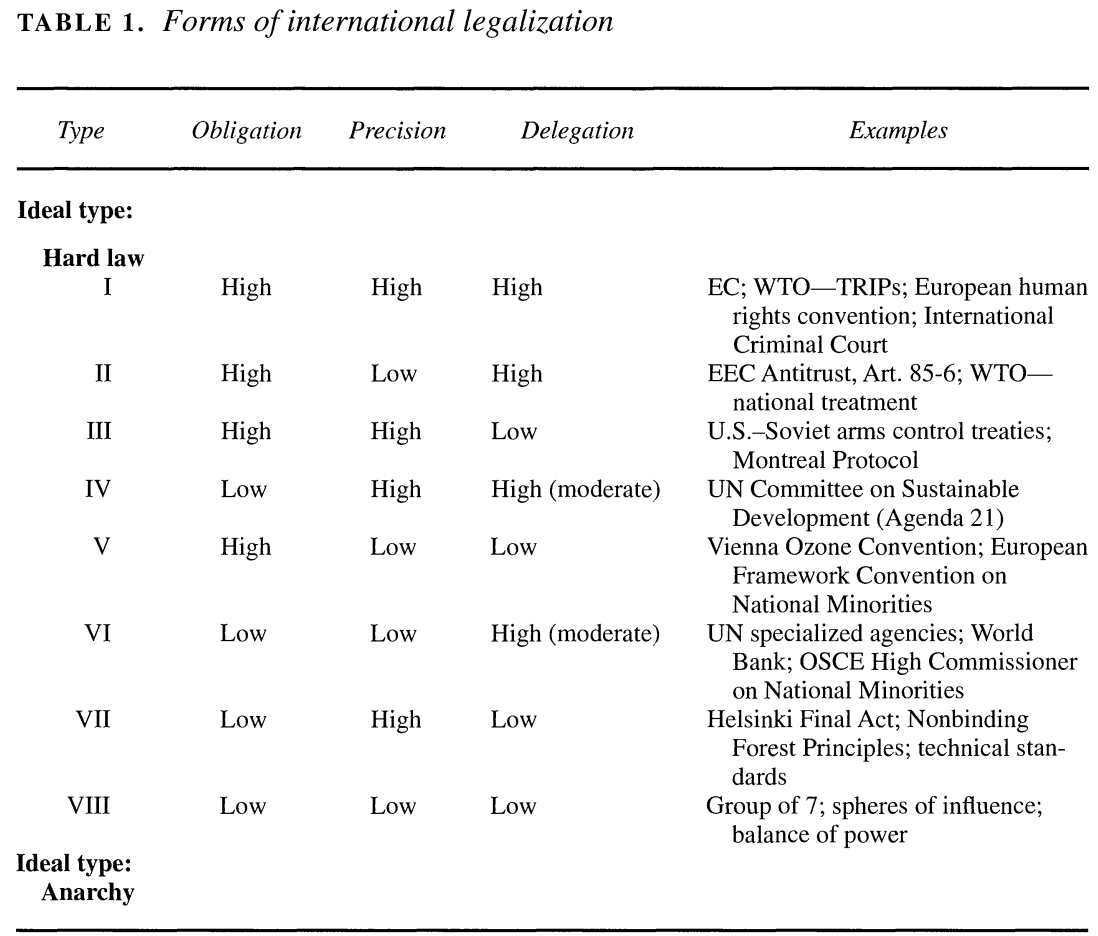 TABLE 1. Forms of international legalization
Type Obligation Precision Delegation Examples
Ideal type:
Hard law
I High High High EC; WTO—TRIPs; European human
rights convention; International
Criminal Court
II High Low High EEC Antitrust, Art. 85-6; WTO—
national treatment
III High High Low U.S.–Soviet arms control treaties;
Montreal Protocol
IV Low High High (moderate) UN Committee on Sustainable
Development (Agenda 21)
V High Low Low Vienna Ozone Convention; European
Framework Convention on
National Minorities
VI Low Low High (moderate) UN specialized agencies; World
Bank; OSCE High Commissioner
on National Minorities
VII Low High Low Helsinki Final Act; Nonbinding
Forest Principles; technical stan-
dards
VIII Low Low Low Group of 7; spheres of influence;
balance of power
Ideal type:
Anarchy